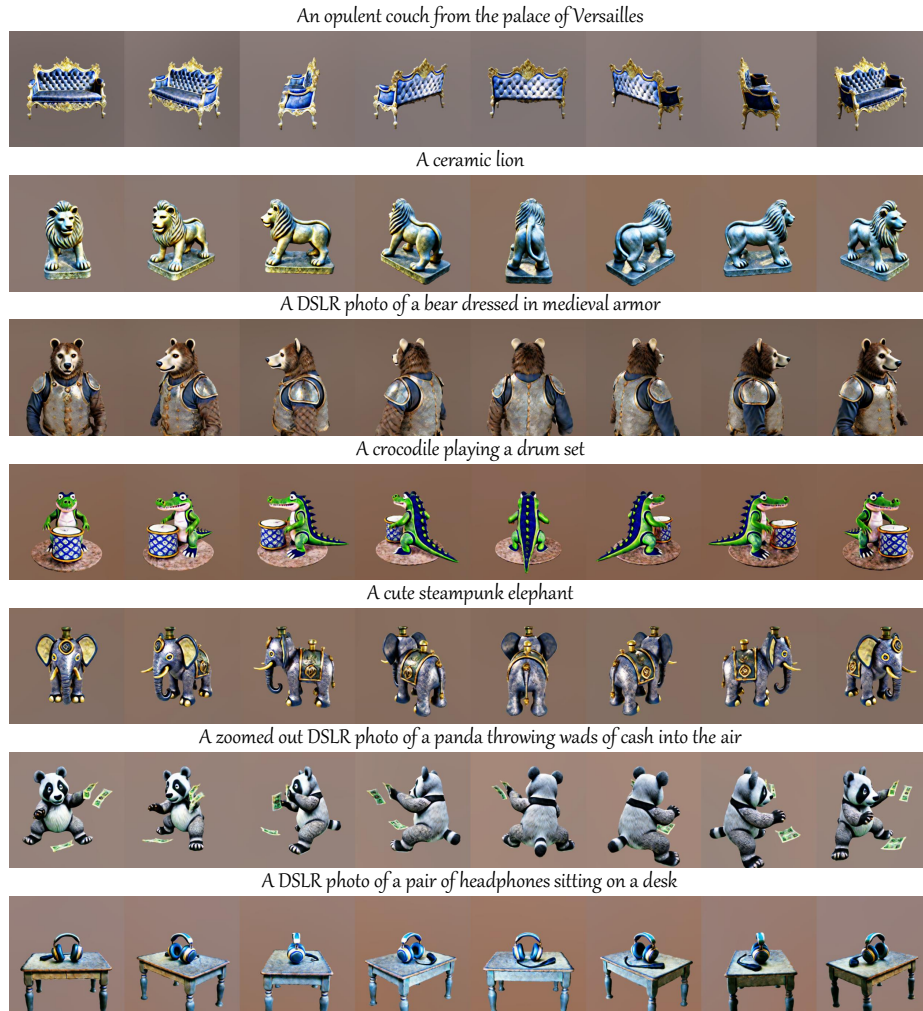 An opulent couch from the palace of Versailles
A ceramic lion
A DSLR photo of a bear dressed in medieval armor
A crocodile playing a drum set
A cute steampunk elephant
A zoomed out DSLR photo of a panda throwing wads of cash into the air
A DSLR photo of a pair of headphones sitting on a desk